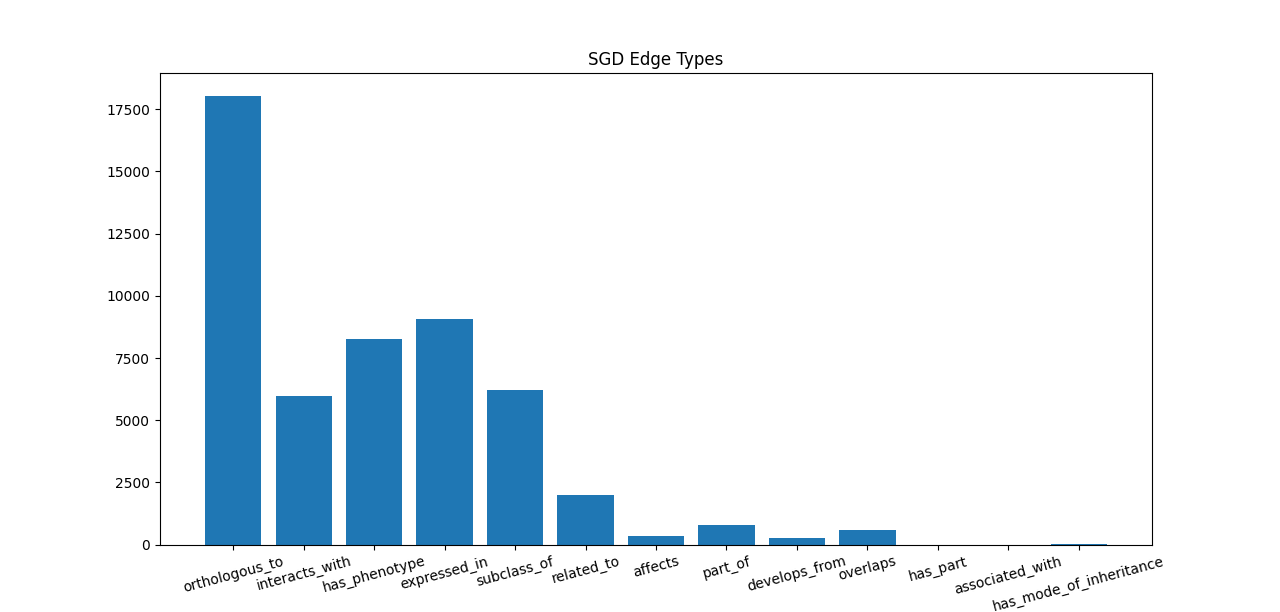 SGD Edge Types
17500
15000
12500
10000
7500
5000
2500
0
orthologous_to
interacts_with
has_phenotype
expressed_in
subclass_of
related_to
affects
part_of
develops_from
overlaps
has_part
associated_with
has_mode_of_inheritance